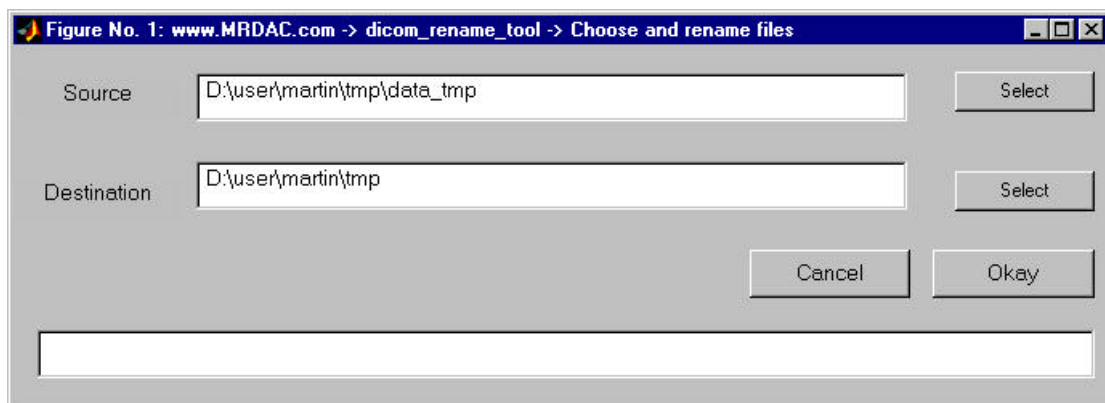 Figure No. 1: www.MRDAC.com -> dicom_rename_tool -> Choose and rename files
Source D:\user\martin\tmp\data_tmp Select
Destination D:\user\martin\tmp Select
Cancel Okay